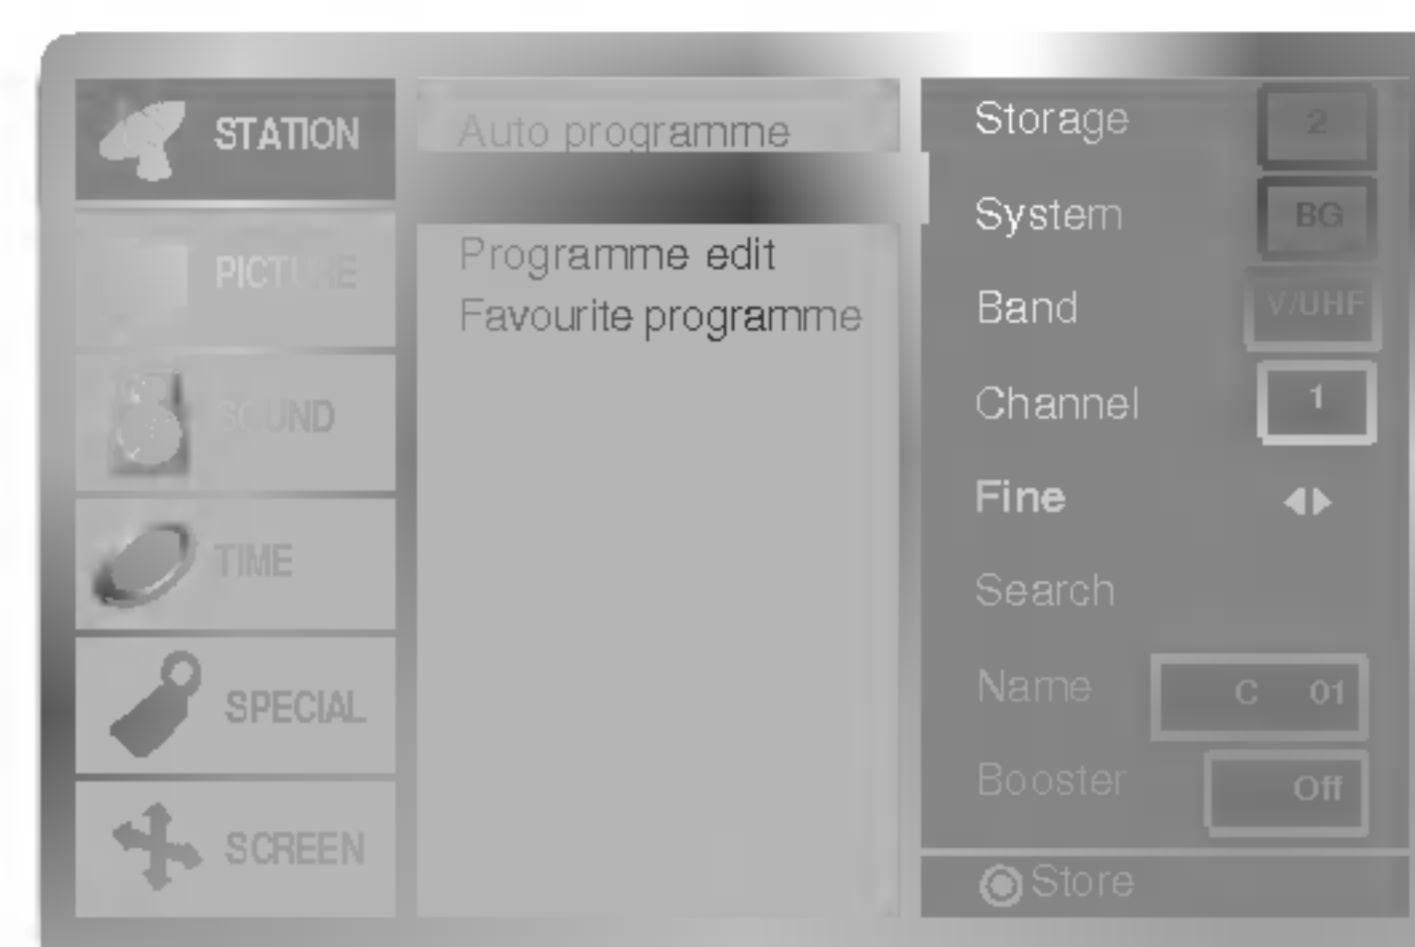 STATION
PICTURE
SOUND
TIME
SPECIAL
SCREEN
Auto programme
Programme edit
Favourite programme
Storage 2
System BG
Band V/UHF
Channel 1
Fine ◀▶
Search
Name C 01
Booster Off
Store